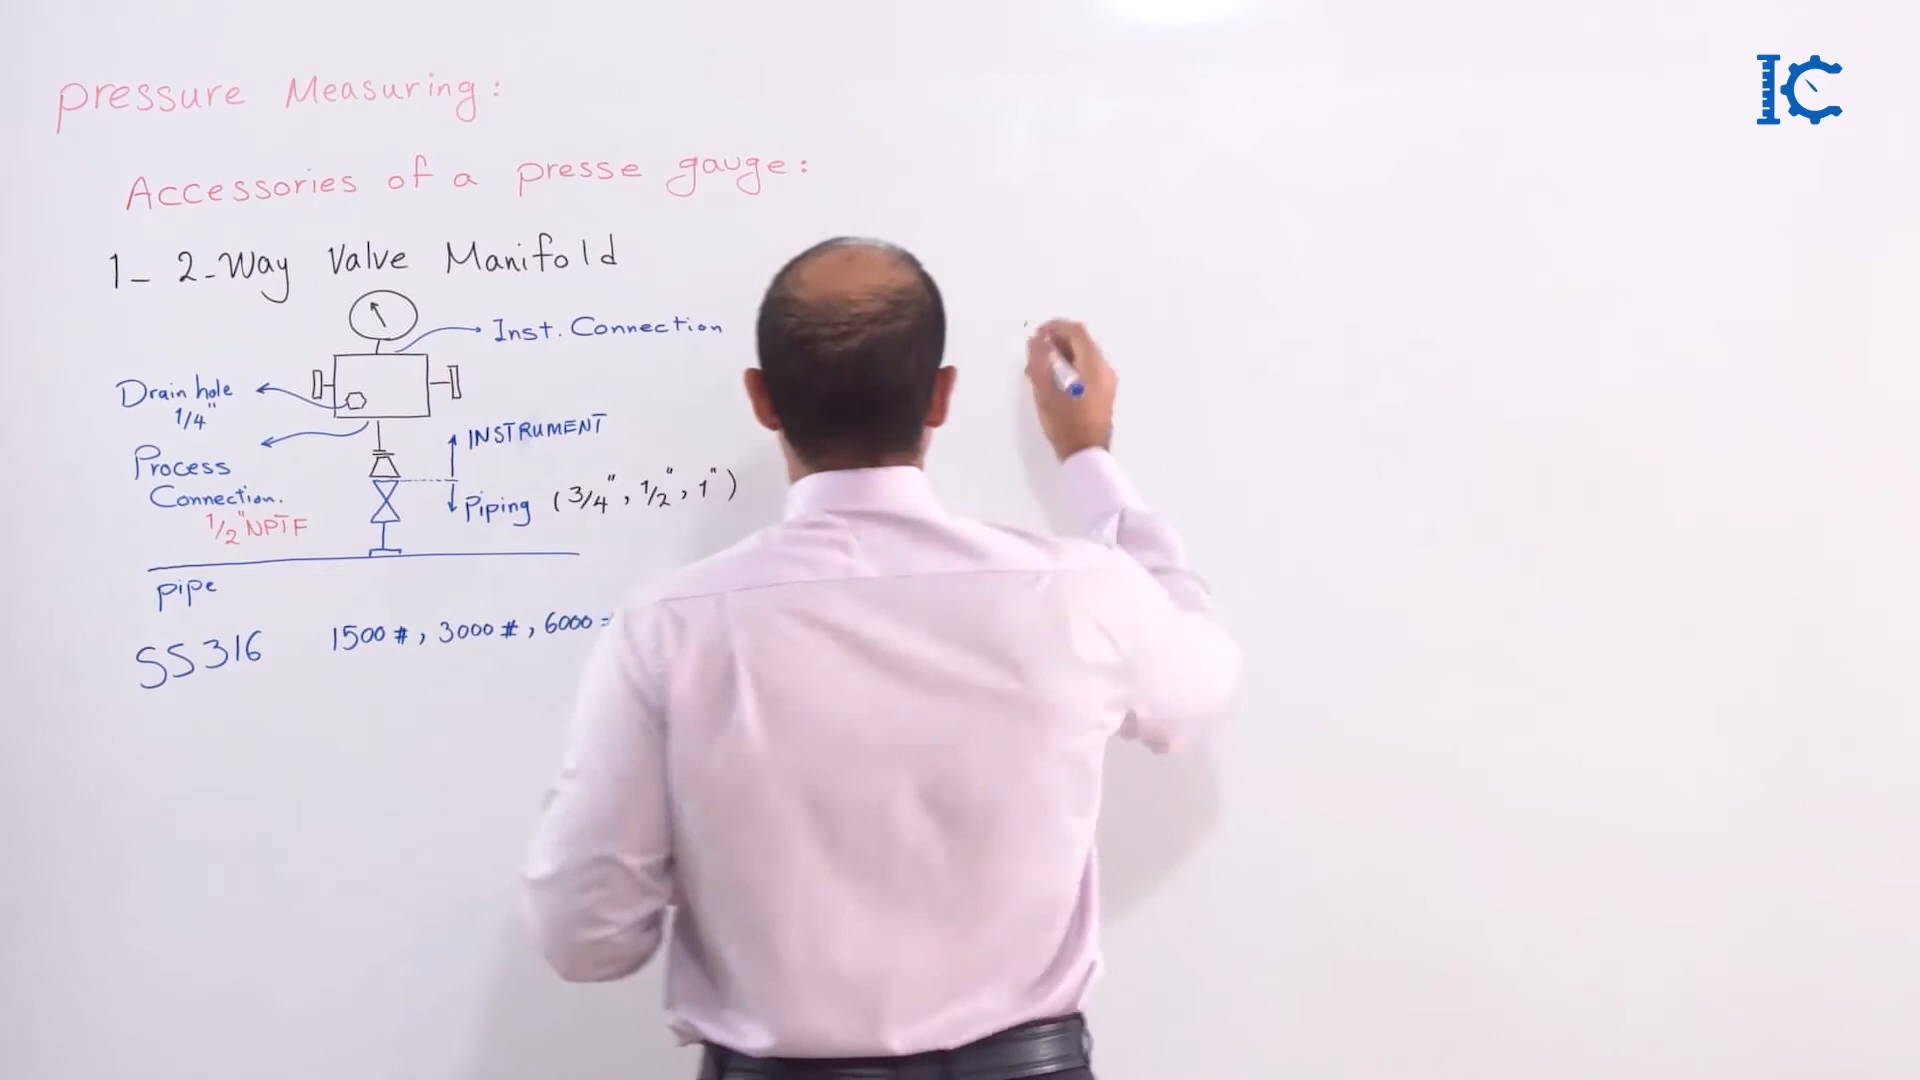 pressure Measuring:
Accessories of a presse gauge:
1- 2-Way Valve Manifold
Inst. Connection
Drain hole
1/4"
INSTRUMENT
Process
Connection.
1/2" NPTF
Piping (3/4", 1/2", 1")
pipe
SS316 1500 #, 3000 #, 6000
IC